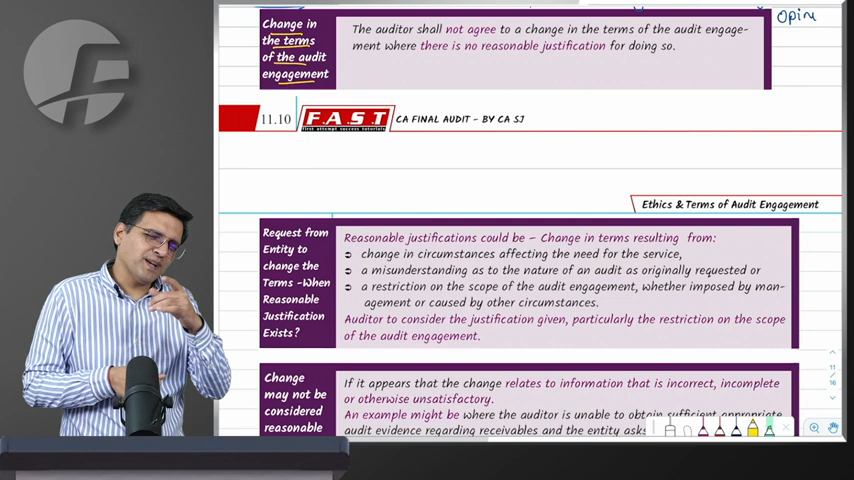 Opin
Change in
the terms
of the audit
engagement
The auditor shall not agree to a change in the terms of the audit engage-
ment where there is no reasonable justification for doing so.
11.10
F.A.S.T
first attempt success tutorials
CA FINAL AUDIT - BY CA SJ
Ethics & Terms of Audit Engagement
Request from
Entity to
change the
Terms -When
Reasonable
Justification
Exists?
Reasonable justifications could be – Change in terms resulting from:
➲ change in circumstances affecting the need for the service,
➲ a misunderstanding as to the nature of an audit as originally requested or
➲ a restriction on the scope of the audit engagement, whether imposed by man-
agement or caused by other circumstances.
Auditor to consider the justification given, particularly the restriction on the scope
of the audit engagement.
Change
may not be
considered
reasonable
If it appears that the change relates to information that is incorrect, incomplete
or otherwise unsatisfactory.
An example might be where the auditor is unable to obtain sufficient appropriate
audit evidence regarding receivables and the entity asks
11
16